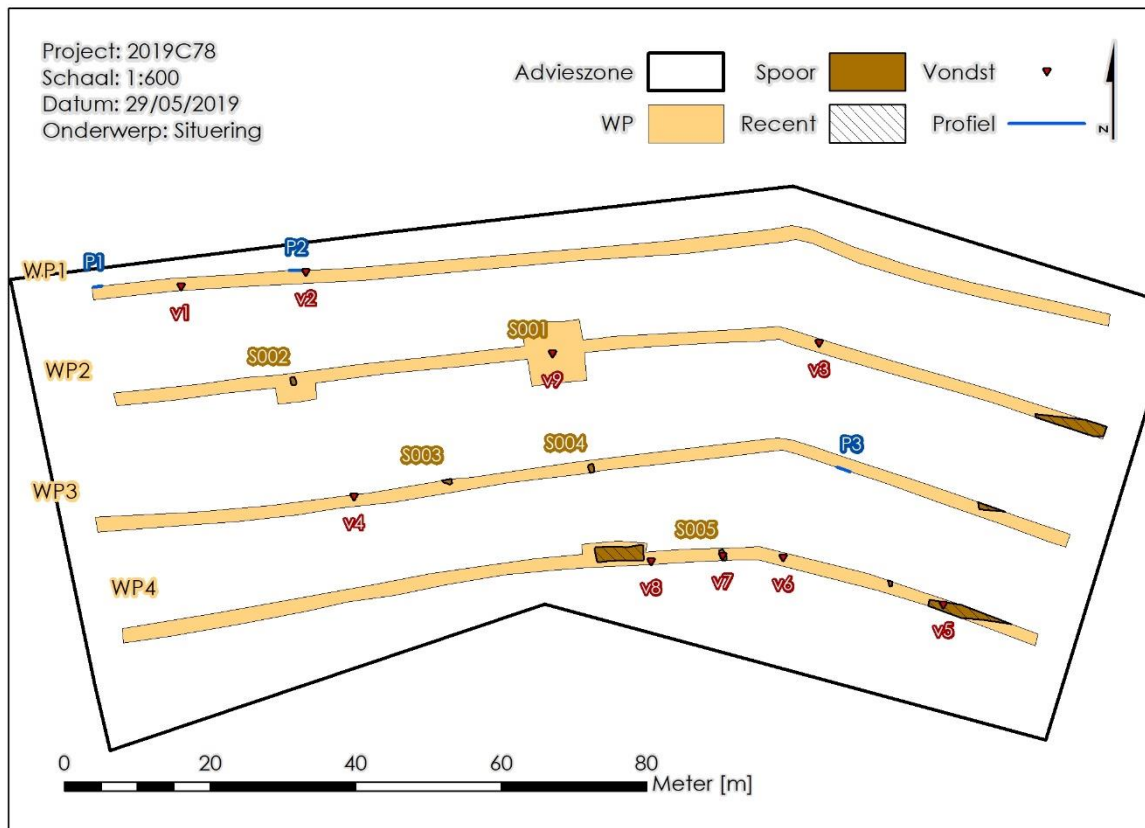 Project: 2019C78
Schaal: 1:600
Datum: 29/05/2019
Onderwerp: Situering
Advieszone Spoor Vondst
WP Recent Profiel
N
P1 P2
WP1
v1 v2
S001
S002
WP2
v9 v3
S004 P3
S003
WP3
v4
S005
WP4
v8 v7 v6
v5
0 20 40 60 80
Meter [m]